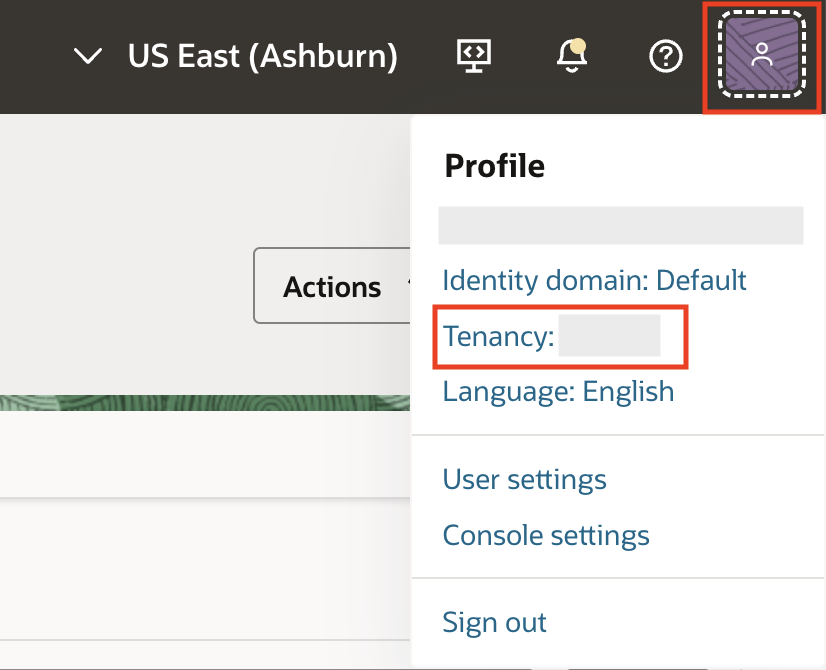 US East (Ashburn)
Profile
Identity domain: Default
Actions
Tenancy:
Language: English
User settings
Console settings
Sign out